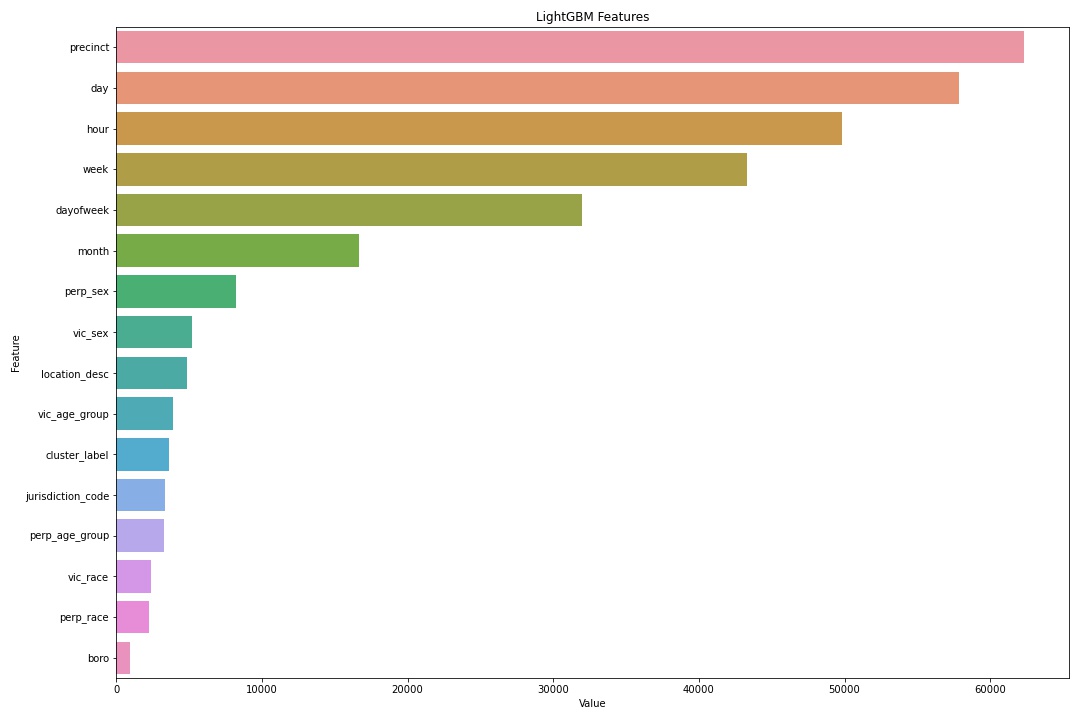 LightGBM Features
precinct
day
hour
week
dayofweek
month
perp_sex
vic_sex
location_desc
vic_age_group
cluster_label
jurisdiction_code
perp_age_group
vic_race
perp_race
boro
Feature
0 10000 20000 30000 40000 50000 60000
Value